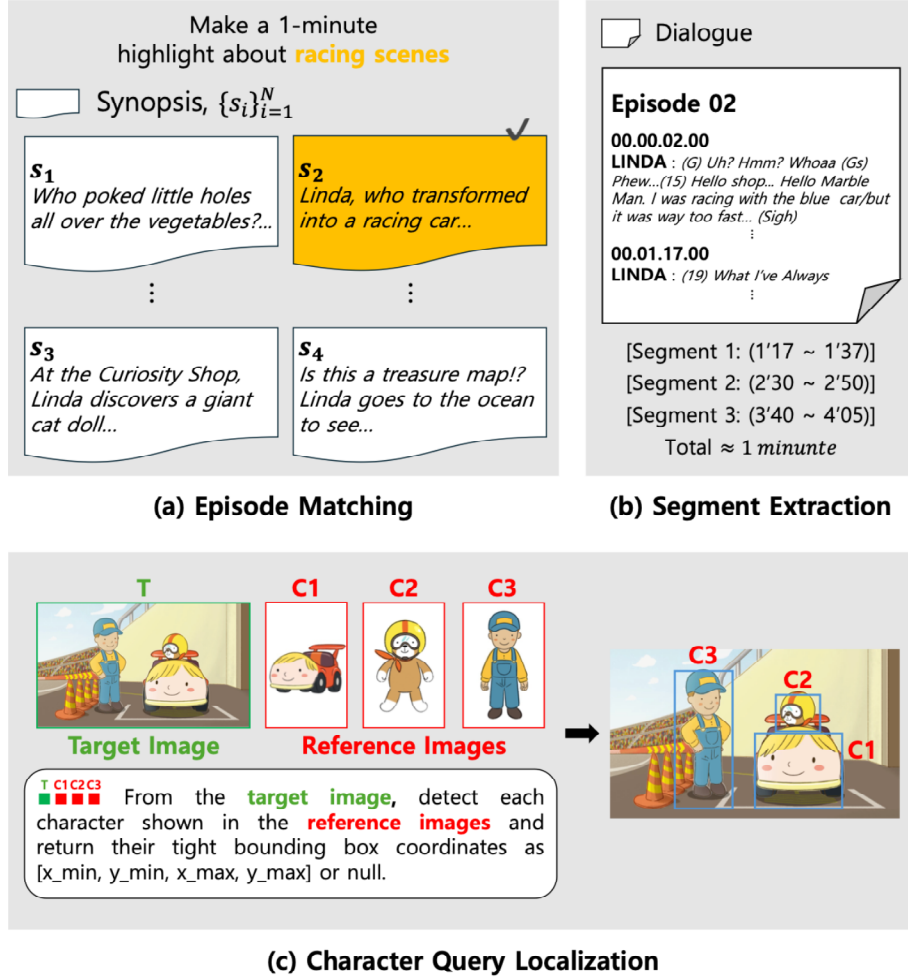 Make a 1-minute
highlight about racing scenes
Synopsis, {s_i}_{i=1}^N
s_1
Who poked little holes
all over the vegetables?...
s_2
Linda, who transformed
into a racing car...
⋮
⋮
s_3
At the Curiosity Shop,
Linda discovers a giant
cat doll...
s_4
Is this a treasure map!?
Linda goes to the ocean
to see...
(a) Episode Matching
Dialogue
Episode 02
00.00.02.00
LINDA : (G) Uh? Hmm? Whoaa (Gs)
Phew...(15) Hello shop... Hello Marble
Man. I was racing with the blue car/but
it was way too fast... (Sigh)
⋮
00.01.17.00
LINDA : (19) What I've Always
⋮
[Segment 1: (1'17 ~ 1'37)]
[Segment 2: (2'30 ~ 2'50)]
[Segment 3: (3'40 ~ 4'05)]
Total ≈ 1 minunte
(b) Segment Extraction
T
C1
C2
C3
Target Image
Reference Images
T C1 C2 C3
From the target image, detect each
character shown in the reference images and
return their tight bounding box coordinates as
[x_min, y_min, x_max, y_max] or null.
C3
C2
C1
(c) Character Query Localization